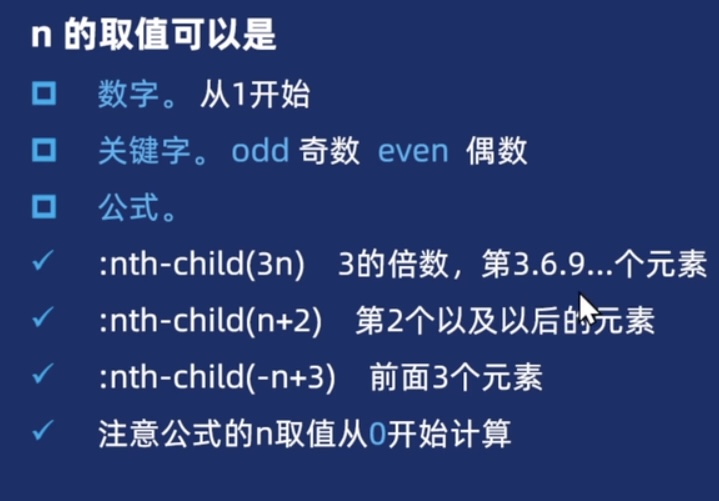 n 的取值可以是
数字。 从1开始
关键字。 odd 奇数 even 偶数
公式。
:nth-child(3n) 3的倍数，第3.6.9...个元素
:nth-child(n+2) 第2个以及以后的元素
:nth-child(-n+3) 前面3个元素
注意公式的n取值从0开始计算